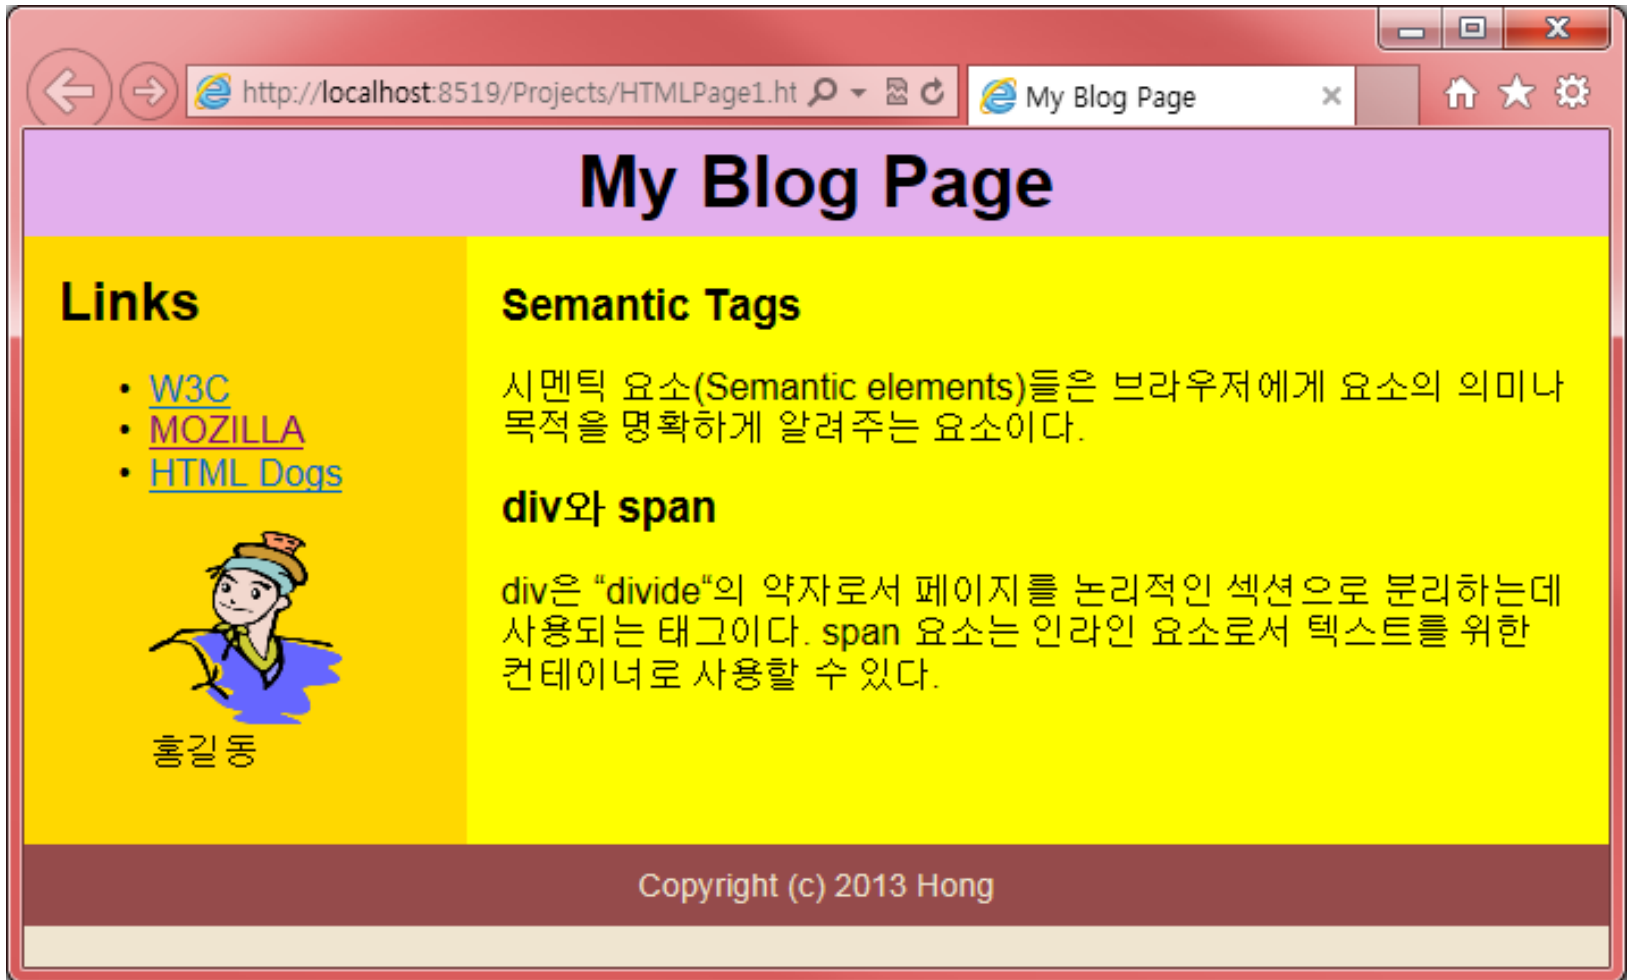 http://localhost:8519/Projects/HTMLPage1.ht
My Blog Page
My Blog Page
Links
• W3C
• MOZILLA
• HTML Dogs
홍길동
Semantic Tags
시멘틱 요소(Semantic elements)들은 브라우저에게 요소의 의미나
목적을 명확하게 알려주는 요소이다.
div와 span
div은 “divide“의 약자로서 페이지를 논리적인 섹션으로 분리하는데
사용되는 태그이다. span 요소는 인라인 요소로서 텍스트를 위한
컨테이너로 사용할 수 있다.
Copyright (c) 2013 Hong